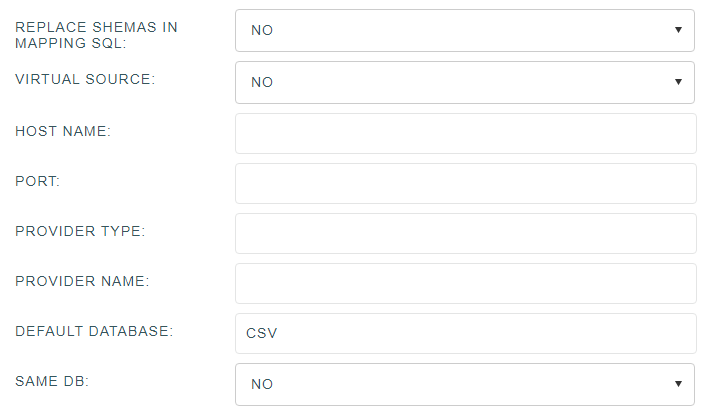 REPLACE SHEMAS IN
MAPPING SQL:
NO
VIRTUAL SOURCE:
NO
HOST NAME:
PORT:
PROVIDER TYPE:
PROVIDER NAME:
DEFAULT DATABASE:
CSV
SAME DB:
NO